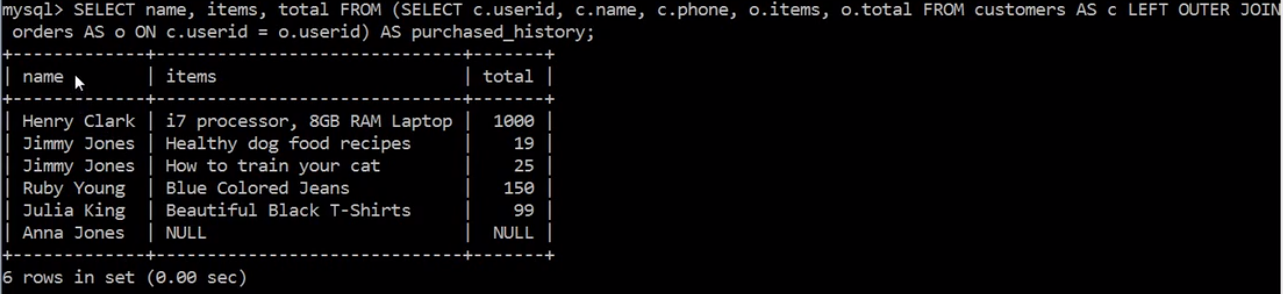 mysql> SELECT name, items, total FROM (SELECT c.userid, c.name, c.phone, o.items, o.total FROM customers AS c LEFT OUTER JOIN
 orders AS o ON c.userid = o.userid) AS purchased_history;
+-------------+-----------------------------+-------+
| name        | items                       | total |
+-------------+-----------------------------+-------+
| Henry Clark | i7 processor, 8GB RAM Laptop |  1000 |
| Jimmy Jones | Healthy dog food recipes    |    19 |
| Jimmy Jones | How to train your cat       |    25 |
| Ruby Young  | Blue Colored Jeans          |   150 |
| Julia King  | Beautiful Black T-Shirts    |    99 |
| Anna Jones  | NULL                        |  NULL |
+-------------+-----------------------------+-------+
6 rows in set (0.00 sec)